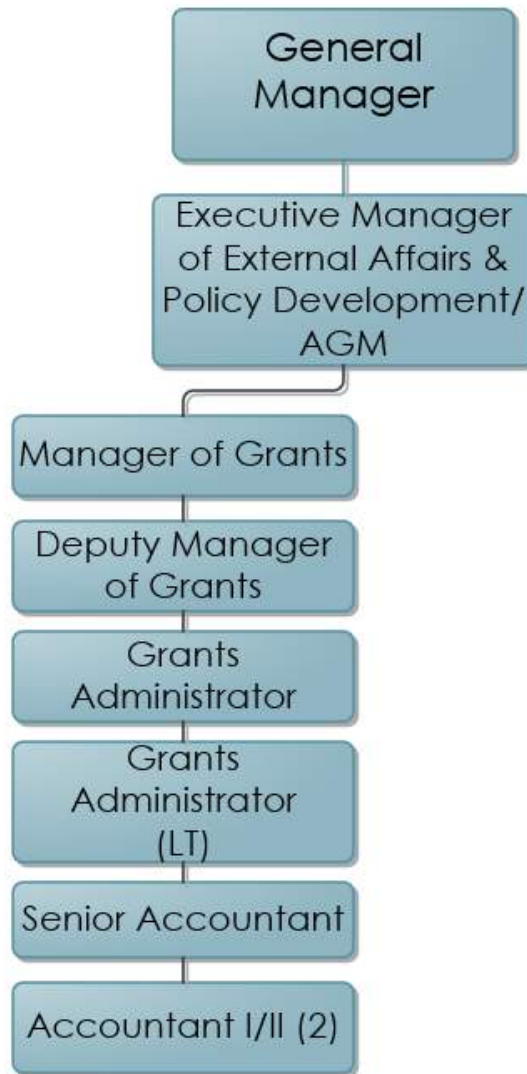 General
Manager
Executive Manager
of External Affairs &
Policy Development/
AGM
Manager of Grants
Deputy Manager
of Grants
Grants
Administrator
Grants
Administrator
(LT)
Senior Accountant
Accountant I/II (2)